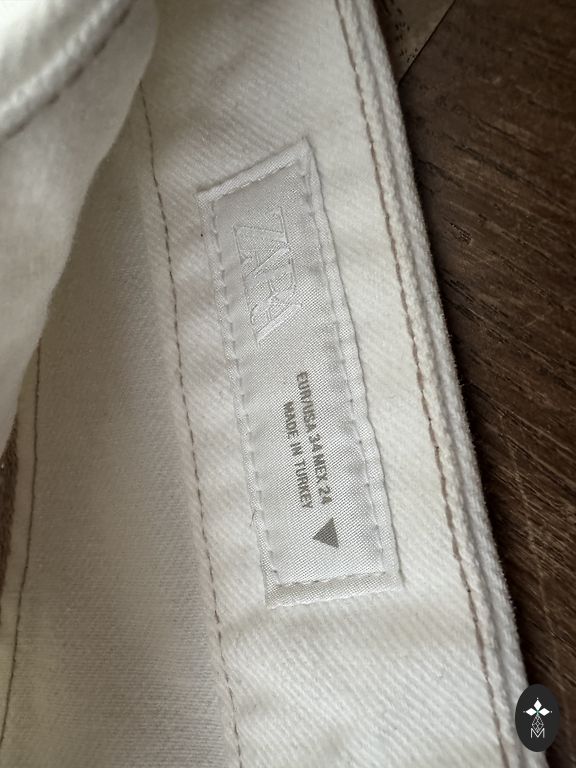 ZARA
EUR/USA 34 MEX 24
MADE IN TURKEY
M